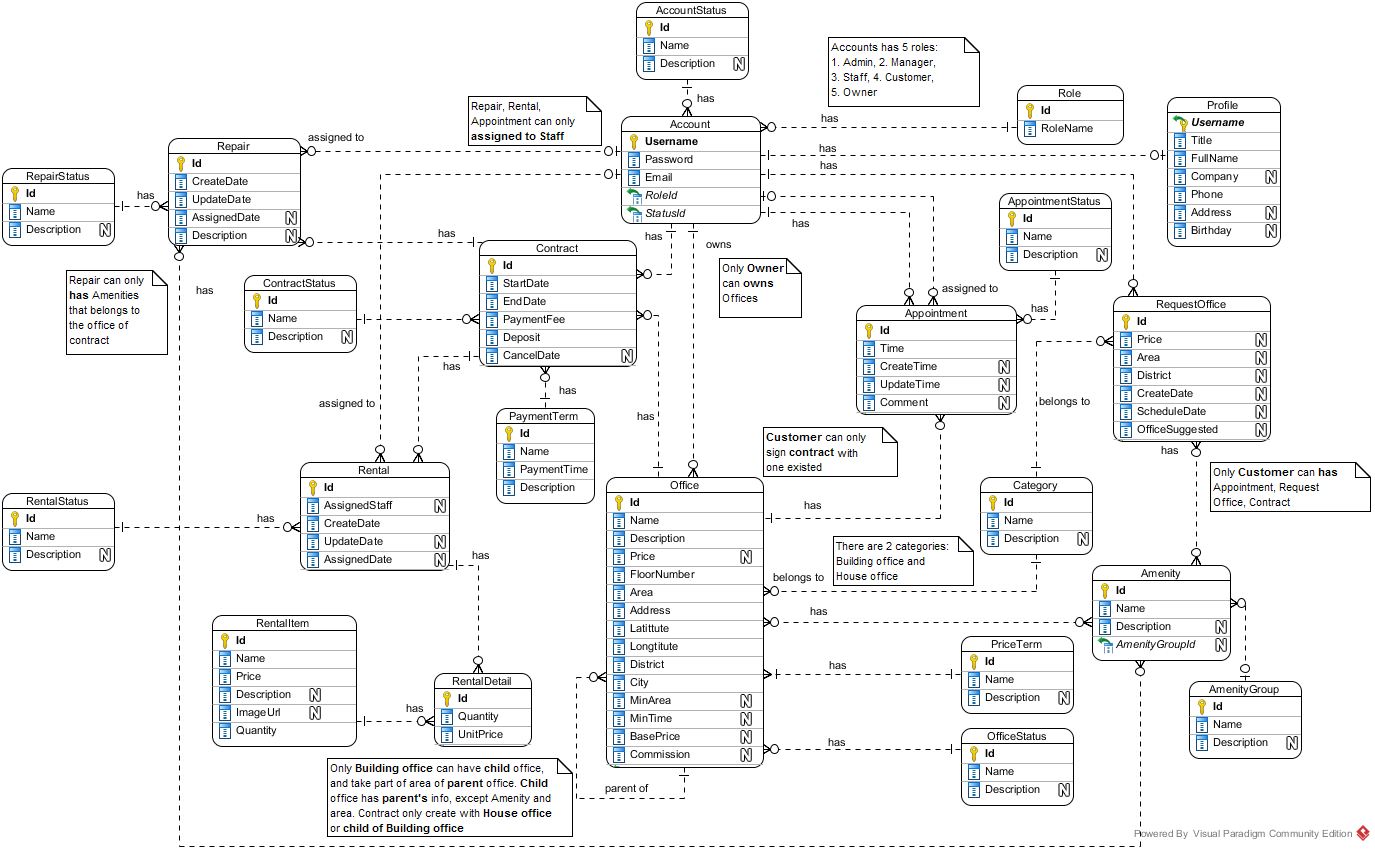 AccountStatus
Id
Name
Description
has
Accounts has 5 roles:
1. Admin, 2. Manager,
3. Staff, 4. Customer,
5. Owner
Repair, Rental,
Appointment can only
assigned to Staff
Account
Username
Password
Email
RoleId
StatusId
has
Role
Id
RoleName
Profile
Username
Title
FullName
Company
Phone
Address
Birthday
has
has
has
assigned to
Repair
Id
CreateDate
UpdateDate
AssignedDate
Description
RepairStatus
Id
Name
Description
has
has
has
owns
Contract
Id
StartDate
EndDate
PaymentFee
Deposit
CancelDate
ContractStatus
Id
Name
Description
has
Repair can only
has Amenities
that belongs to
the office of
contract
Only Owner
can owns
Offices
AppointmentStatus
Id
Name
Description
assigned to
has
Appointment
Id
Time
CreateTime
UpdateTime
Comment
RequestOffice
Id
Price
Area
District
CreateDate
ScheduleDate
OfficeSuggested
has
belongs to
has
has
assigned to
has
PaymentTerm
Id
Name
PaymentTime
Description
Customer can only
sign contract with
one existed
Only Customer can has
Appointment, Request
Office, Contract
Rental
Id
AssignedStaff
CreateDate
UpdateDate
AssignedDate
RentalStatus
Id
Name
Description
has
has
Office
Id
Name
Description
Price
FloorNumber
Area
Address
Latittute
Longtitute
District
City
MinArea
MinTime
BasePrice
Commission
has
Category
Id
Name
Description
There are 2 categories:
Building office and
House office
belongs to
has
Amenity
Id
Name
Description
AmenityGroupId
RentalItem
Id
Name
Price
Description
ImageUrl
Quantity
has
RentalDetail
Id
Quantity
UnitPrice
has
PriceTerm
Id
Name
Description
AmenityGroup
Id
Name
Description
has
OfficeStatus
Id
Name
Description
parent of
Only Building office can have child office,
and take part of area of parent office. Child
office has parent's info, except Amenity and
area. Contract only create with House office
or child of Building office
Powered By Visual Paradigm Community Edition